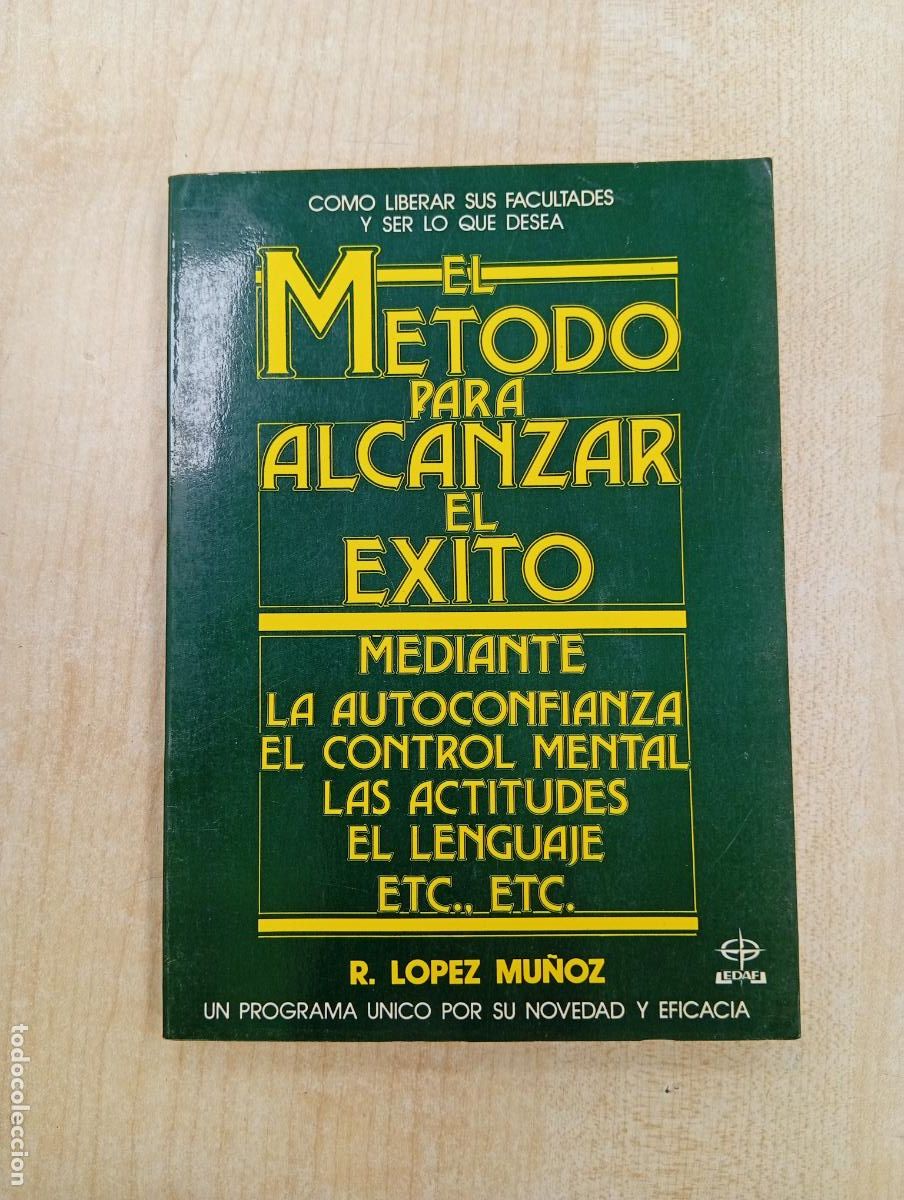 COMO LIBERAR SUS FACULTADES
Y SER LO QUE DESEA
EL
METODO
PARA
ALCANZAR
EL
EXITO
MEDIANTE
LA AUTOCONFIANZA
EL CONTROL MENTAL
LAS ACTITUDES
EL LENGUAJE
ETC., ETC.
R. LOPEZ MUÑOZ
EDAF
UN PROGRAMA UNICO POR SU NOVEDAD Y EFICACIA
todocoleccion